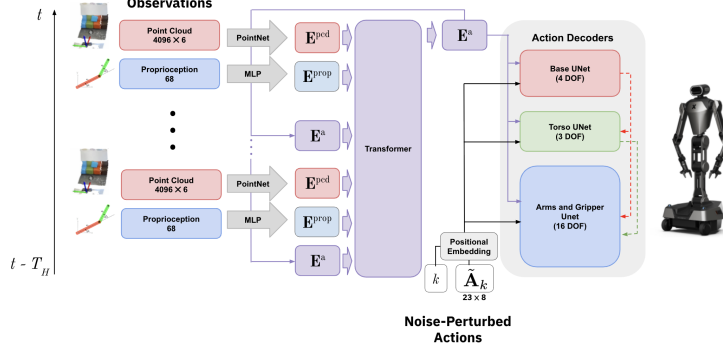 Observations
t
Point Cloud
4096 × 6
PointNet
E^pcd
Proprioception
68
MLP
E^prop
E^a
Point Cloud
4096 × 6
PointNet
E^pcd
Proprioception
68
MLP
E^prop
E^a
t - T_H
Transformer
E^a
Action Decoders
Base UNet
(4 DOF)
Torso UNet
(3 DOF)
Arms and Gripper
Unet
(16 DOF)
Positional
Embedding
k
Ã_k
23 × 8
Noise-Perturbed
Actions